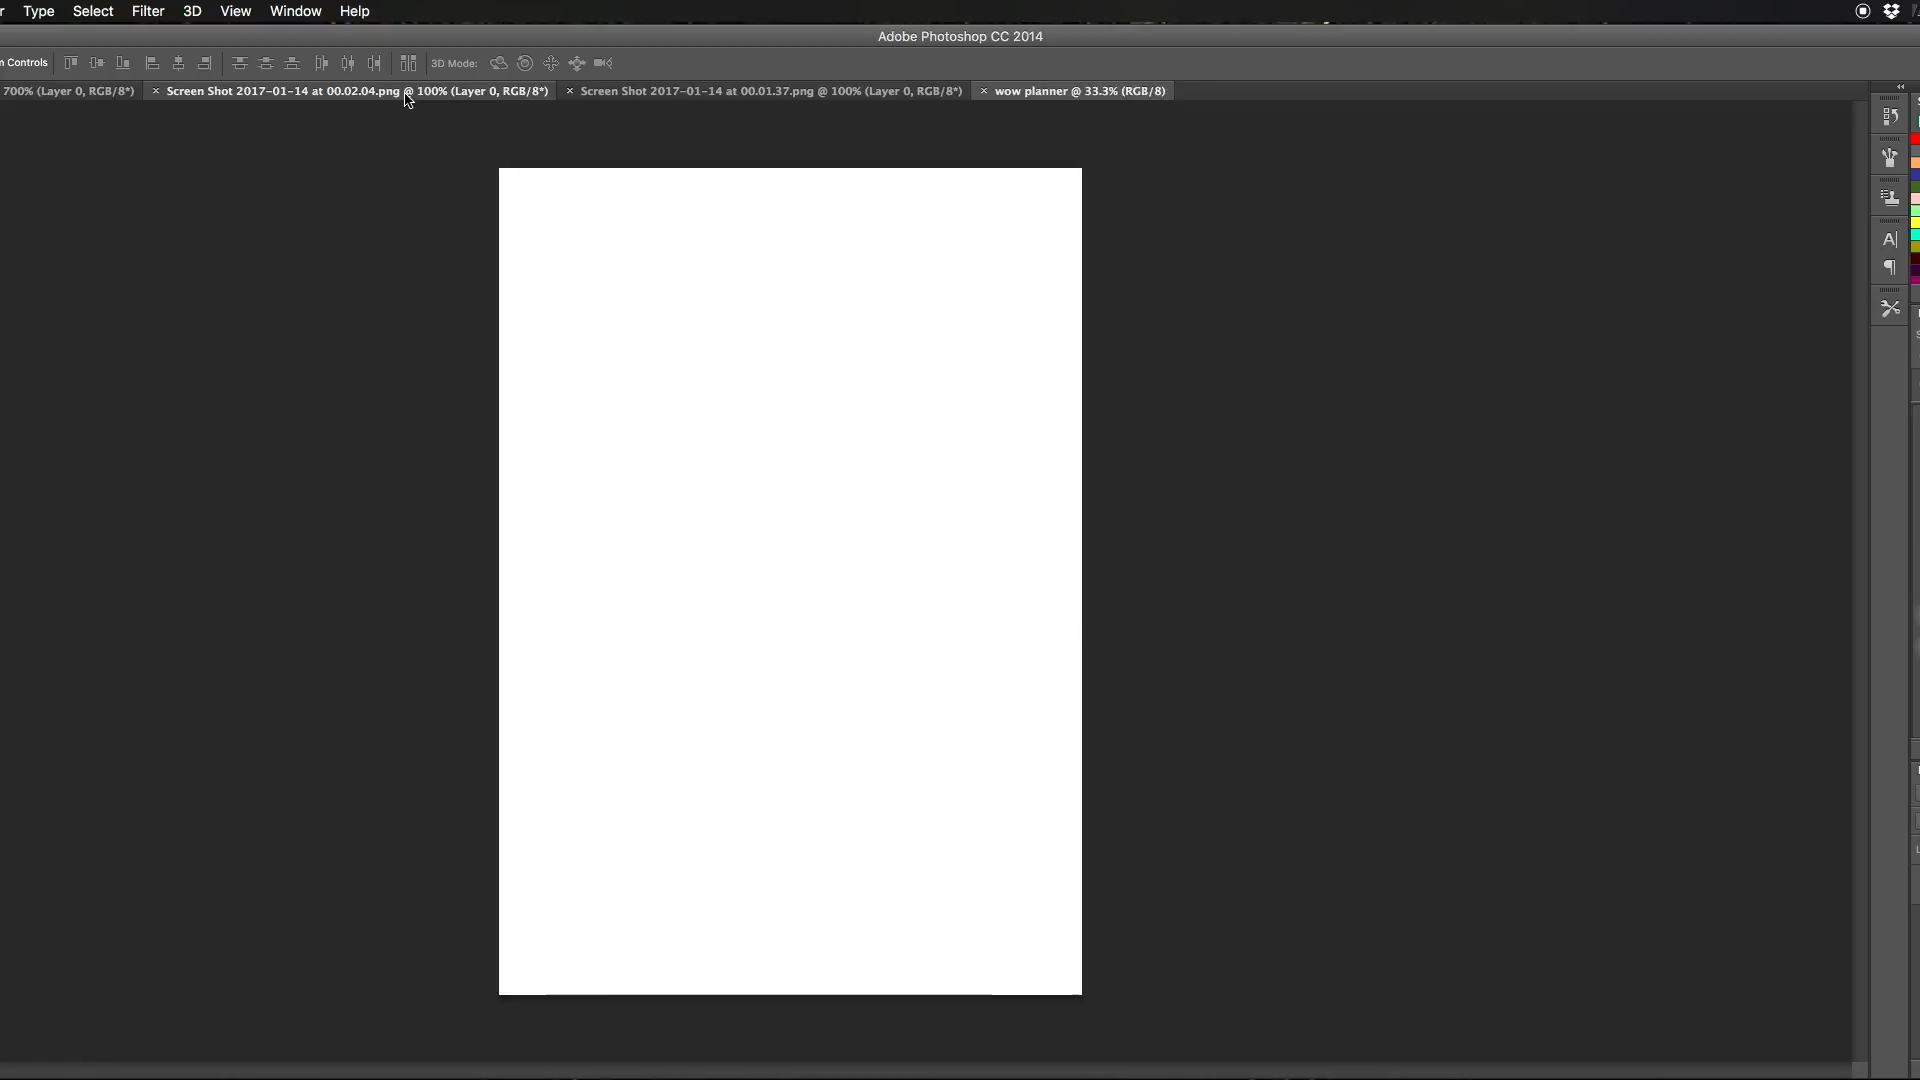 Type Select Filter 3D View Window Help
Adobe Photoshop CC 2014
Controls 3D Mode:
700% (Layer 0, RGB/8*) × Screen Shot 2017-01-14 at 00.02.04.png @ 100% (Layer 0, RGB/8*) × Screen Shot 2017-01-14 at 00.01.37.png @ 100% (Layer 0, RGB/8*) × wow planner @ 33.3% (RGB/8)